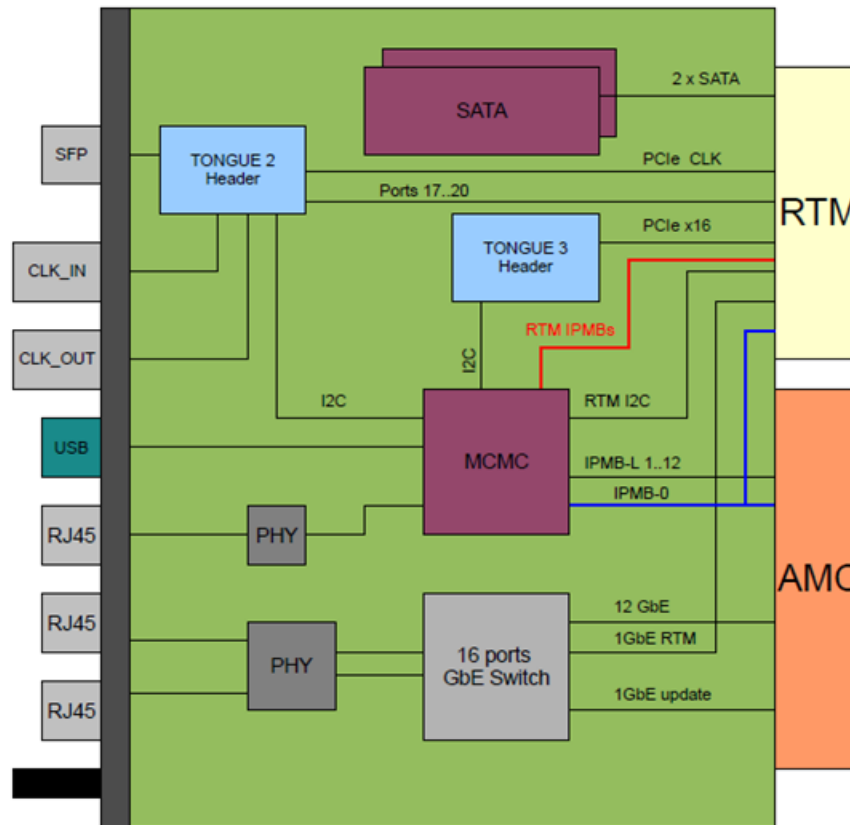 2 x SATA
SATA
SFP
TONGUE 2
Header
PCIe CLK
Ports 17..20
RTM
PCIe x16
TONGUE 3
Header
CLK_IN
RTM IPMBs
I2C
CLK_OUT
I2C
RTM I2C
USB
MCMC
IPMB-L 1..12
IPMB-0
RJ45
PHY
AMC
RJ45
12 GbE
1GbE RTM
16 ports
GbE Switch
PHY
1GbE update
RJ45